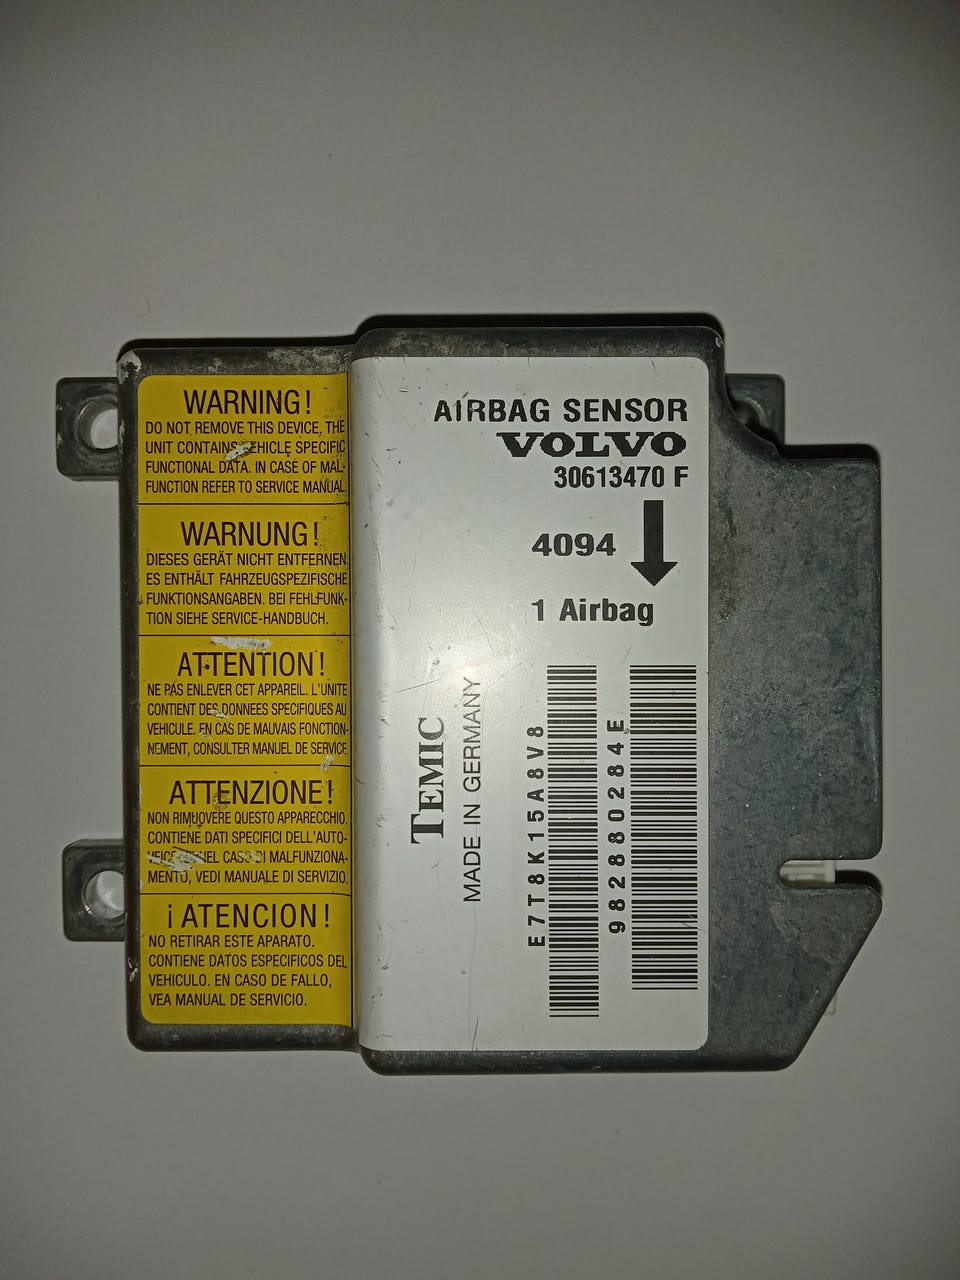 WARNING!
DO NOT REMOVE THIS DEVICE, THE
UNIT CONTAINS VEHICLE SPECIFIC
FUNCTIONAL DATA. IN CASE OF MAL-
FUNCTION REFER TO SERVICE MANUAL.
WARNUNG!
DIESES GERÄT NICHT ENTFERNEN.
ES ENTHÄLT FAHRZEUGSPEZIFISCHE
FUNKTIONSANGABEN. BEI FEHLFUNK-
TION SIEHE SERVICE-HANDBUCH.
ATTENTION!
NE PAS ENLEVER CET APPAREIL. L'UNITE
CONTIENT DES DONNEES SPECIFIQUES AU
VEHICULE. EN CAS DE MAUVAIS FONCTION-
NEMENT, CONSULTER MANUEL DE SERVICE
ATTENZIONE!
NON RIMUOVERE QUESTO APPARECCHIO.
CONTIENE DATI SPECIFICI DELL'AUTO-
VEICOLO. NEL CASO DI MALFUNZIONA-
MENTO, VEDI MANUALE DI SERVIZIO.
¡ATENCION!
NO RETIRAR ESTE APARATO.
CONTIENE DATOS ESPECIFICOS DEL
VEHICULO. EN CASO DE FALLO,
VEA MANUAL DE SERVICIO.
AIRBAG SENSOR
VOLVO
30613470 F
4094
1 Airbag
TEMIC
MADE IN GERMANY
E7T8K15A8V8
982880284E